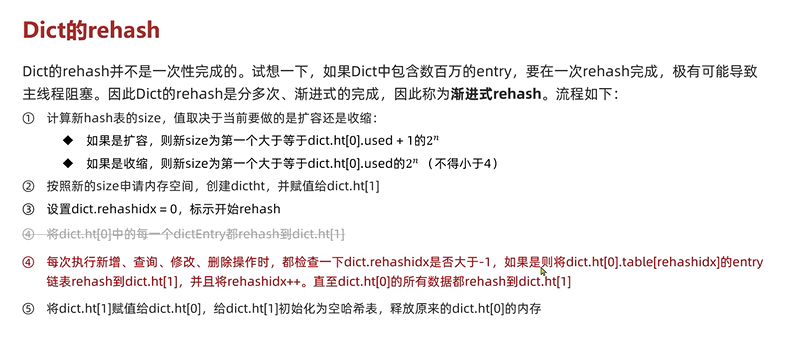 Dict的rehash
Dict的rehash并不是一次性完成的。试想一下，如果Dict中包含数百万的entry，要在一次rehash完成，极有可能导致
主线程阻塞。因此Dict的rehash是分多次、渐进式的完成，因此称为渐进式rehash。流程如下：
① 计算新hash表的size，值取决于当前要做的是扩容还是收缩：
◆ 如果是扩容，则新size为第一个大于等于dict.ht[0].used + 1的2ⁿ
◆ 如果是收缩，则新size为第一个大于等于dict.ht[0].used的2ⁿ （不得小于4）
② 按照新的size申请内存空间，创建dictht，并赋值给dict.ht[1]
③ 设置dict.rehashidx = 0，标示开始rehash
④ 将dict.ht[0]中的每一个dictEntry都rehash到dict.ht[1]
④ 每次执行新增、查询、修改、删除操作时，都检查一下dict.rehashidx是否大于-1，如果是则将dict.ht[0].table[rehashidx]的entry
链表rehash到dict.ht[1]，并且将rehashidx++。直至dict.ht[0]的所有数据都rehash到dict.ht[1]
⑤ 将dict.ht[1]赋值给dict.ht[0]，给dict.ht[1]初始化为空哈希表，释放原来的dict.ht[0]的内存